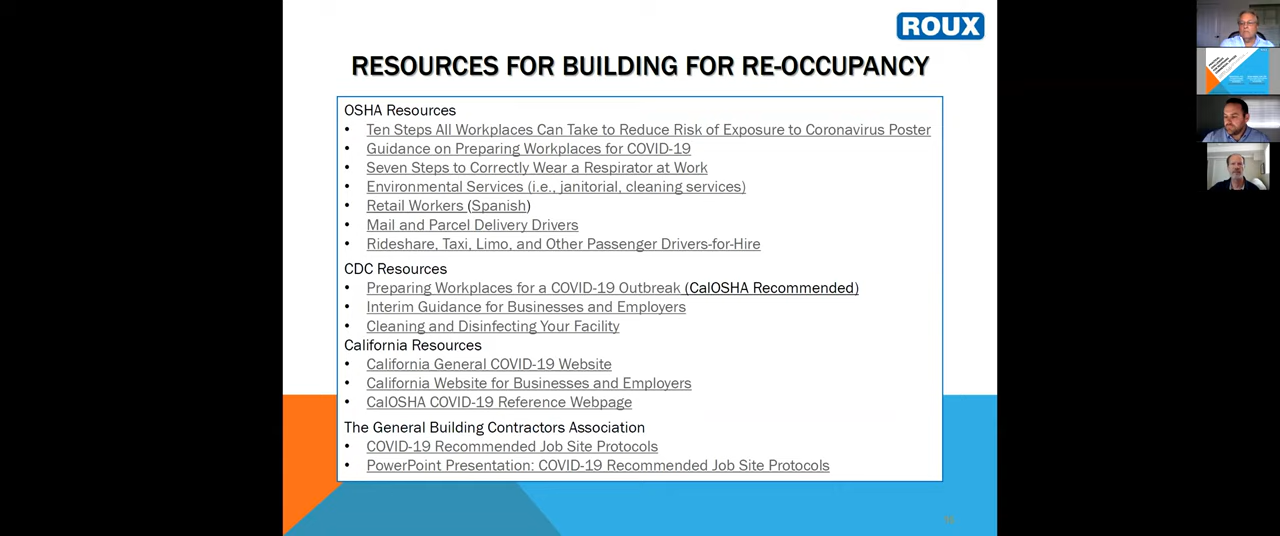 ROUX
RESOURCES FOR BUILDING FOR RE-OCCUPANCY
OSHA Resources
• Ten Steps All Workplaces Can Take to Reduce Risk of Exposure to Coronavirus Poster
• Guidance on Preparing Workplaces for COVID-19
• Seven Steps to Correctly Wear a Respirator at Work
• Environmental Services (i.e., janitorial, cleaning services)
• Retail Workers (Spanish)
• Mail and Parcel Delivery Drivers
• Rideshare, Taxi, Limo, and Other Passenger Drivers-for-Hire
CDC Resources
• Preparing Workplaces for a COVID-19 Outbreak (CalOSHA Recommended)
• Interim Guidance for Businesses and Employers
• Cleaning and Disinfecting Your Facility
California Resources
• California General COVID-19 Website
• California Website for Businesses and Employers
• CalOSHA COVID-19 Reference Webpage
The General Building Contractors Association
• COVID-19 Recommended Job Site Protocols
• PowerPoint Presentation: COVID-19 Recommended Job Site Protocols